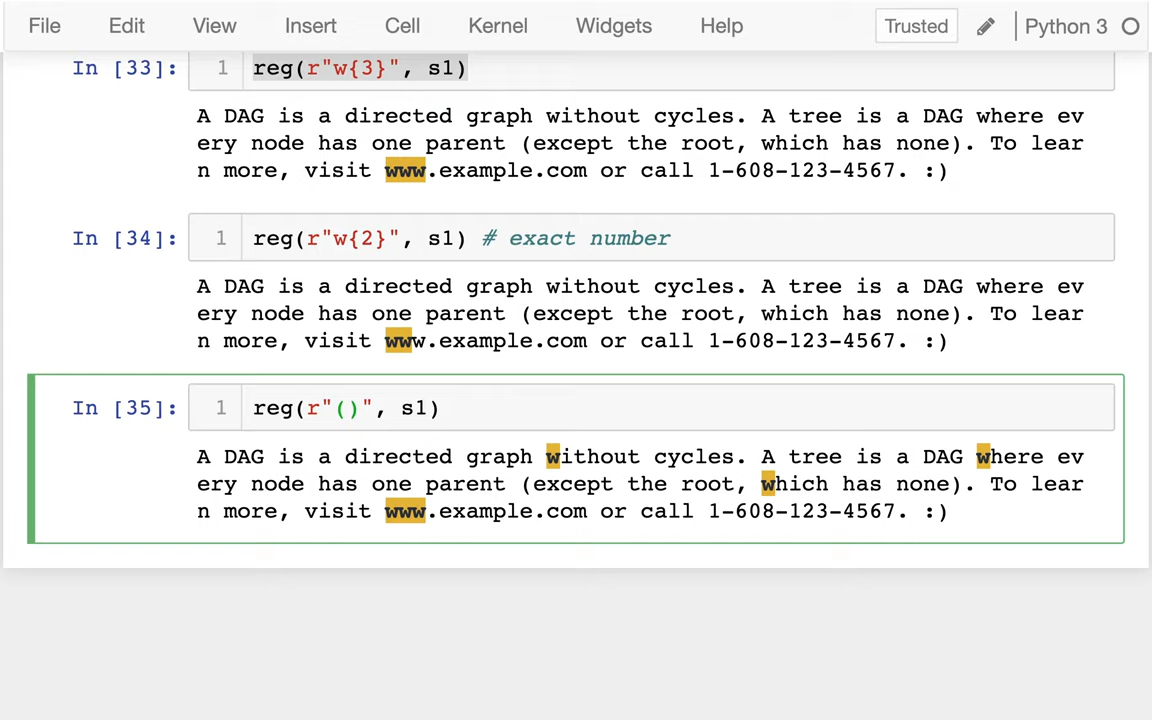 File Edit View Insert Cell Kernel Widgets Help Trusted Python 3
In [33]: 1 reg(r"w{3}", s1)
A DAG is a directed graph without cycles. A tree is a DAG where ev
ery node has one parent (except the root, which has none). To lear
n more, visit www.example.com or call 1-608-123-4567. :)
In [34]: 1 reg(r"w{2}", s1) # exact number
A DAG is a directed graph without cycles. A tree is a DAG where ev
ery node has one parent (except the root, which has none). To lear
n more, visit www.example.com or call 1-608-123-4567. :)
In [35]: 1 reg(r"()", s1)
A DAG is a directed graph without cycles. A tree is a DAG where ev
ery node has one parent (except the root, which has none). To lear
n more, visit www.example.com or call 1-608-123-4567. :)